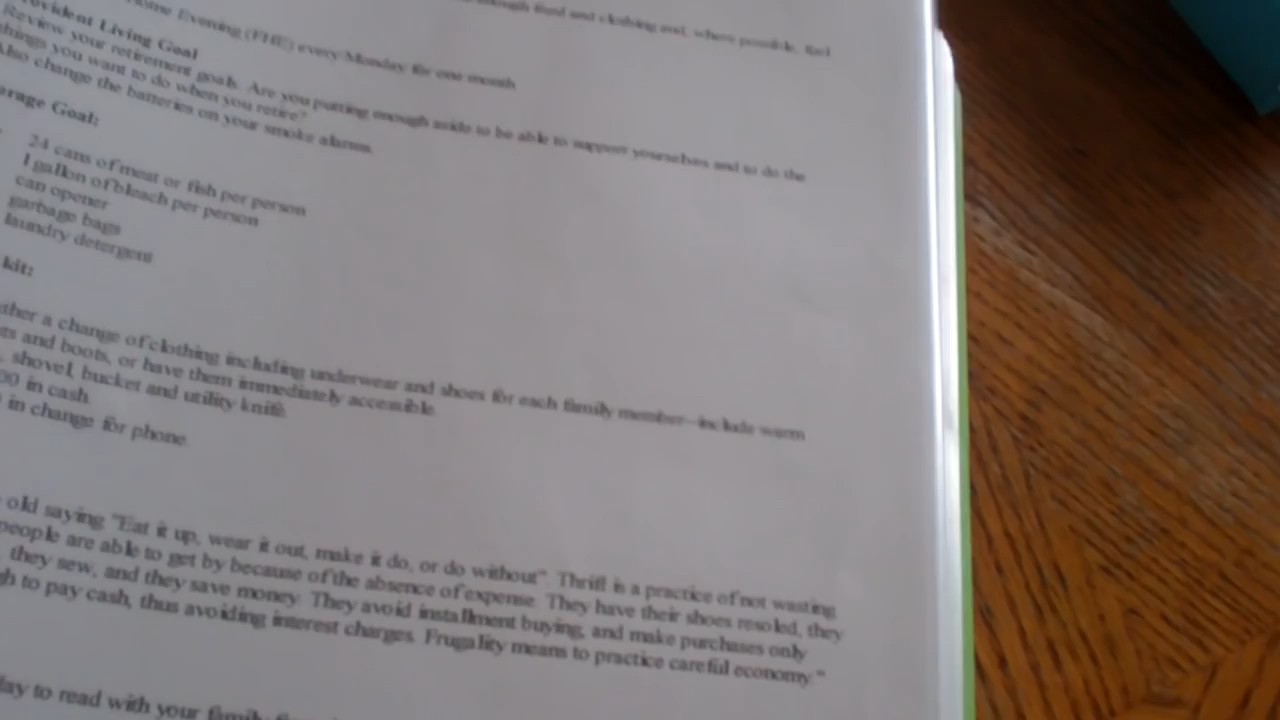 enough food and clothing and, where possible, fuel
Home Evening (FHE) every Monday for one month
Provident Living Goal
Review your retirement goals. Are you putting enough aside to be able to support yourselves and to do the
things you want to do when you retire?
Also change the batteries on your smoke alarms.
Goal:
24 cans of meat or fish per person
1 gallon of bleach per person
can opener
garbage bags
laundry detergent
kit:
a change of clothing including underwear and shoes for each family member--include warm
and boots, or have them immediately accessible.
shovel, bucket and utility knife.
in cash.
in change for phone
old saying "Eat it up, wear it out, make it do, or do without". Thrift is a practice of not wasting
people are able to get by because of the absence of expense. They have their shoes resoled, they
they sew, and they save money. They avoid installment buying, and make purchases only
to pay cash, thus avoiding interest charges. Frugality means to practice careful economy."
to read with your family